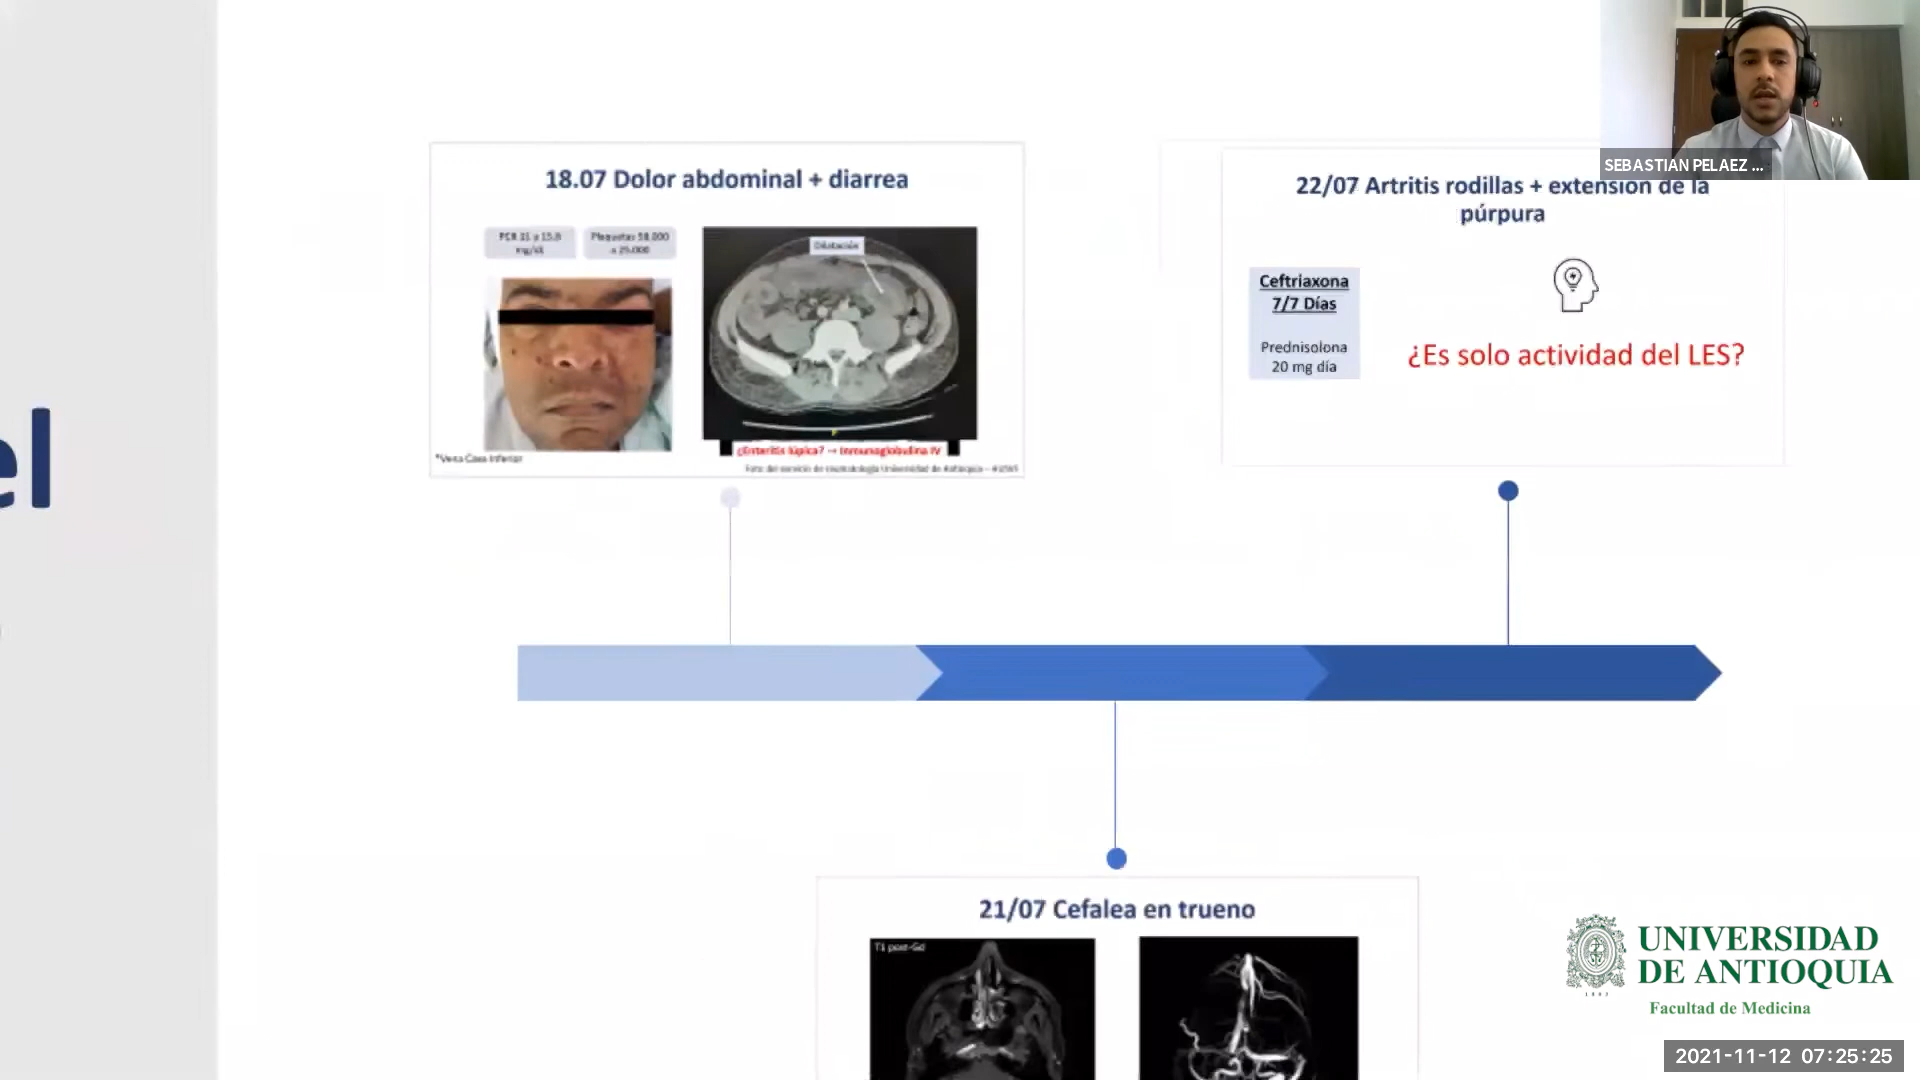 SEBASTIAN PELAEZ ...
18.07 Dolor abdominal + diarrea
PCR 31 y 15.8
mg/dL
Plaquetas 58.000
a 25.000
Dilatación
¿Enteritis lúpica? → Inmunoglobulina IV
*Vena Cava Inferior
Foto del servicio de reumatología Universidad de Antioquia –
22/07 Artritis rodillas + extensión de la
púrpura
Ceftriaxona
7/7 Días
Prednisolona
20 mg día
¿Es solo actividad del LES?
el
21/07 Cefalea en trueno
T1 post-Gd
UNIVERSIDAD
DE ANTIOQUIA
1803
Facultad de Medicina
2021-11-12 07:25:25